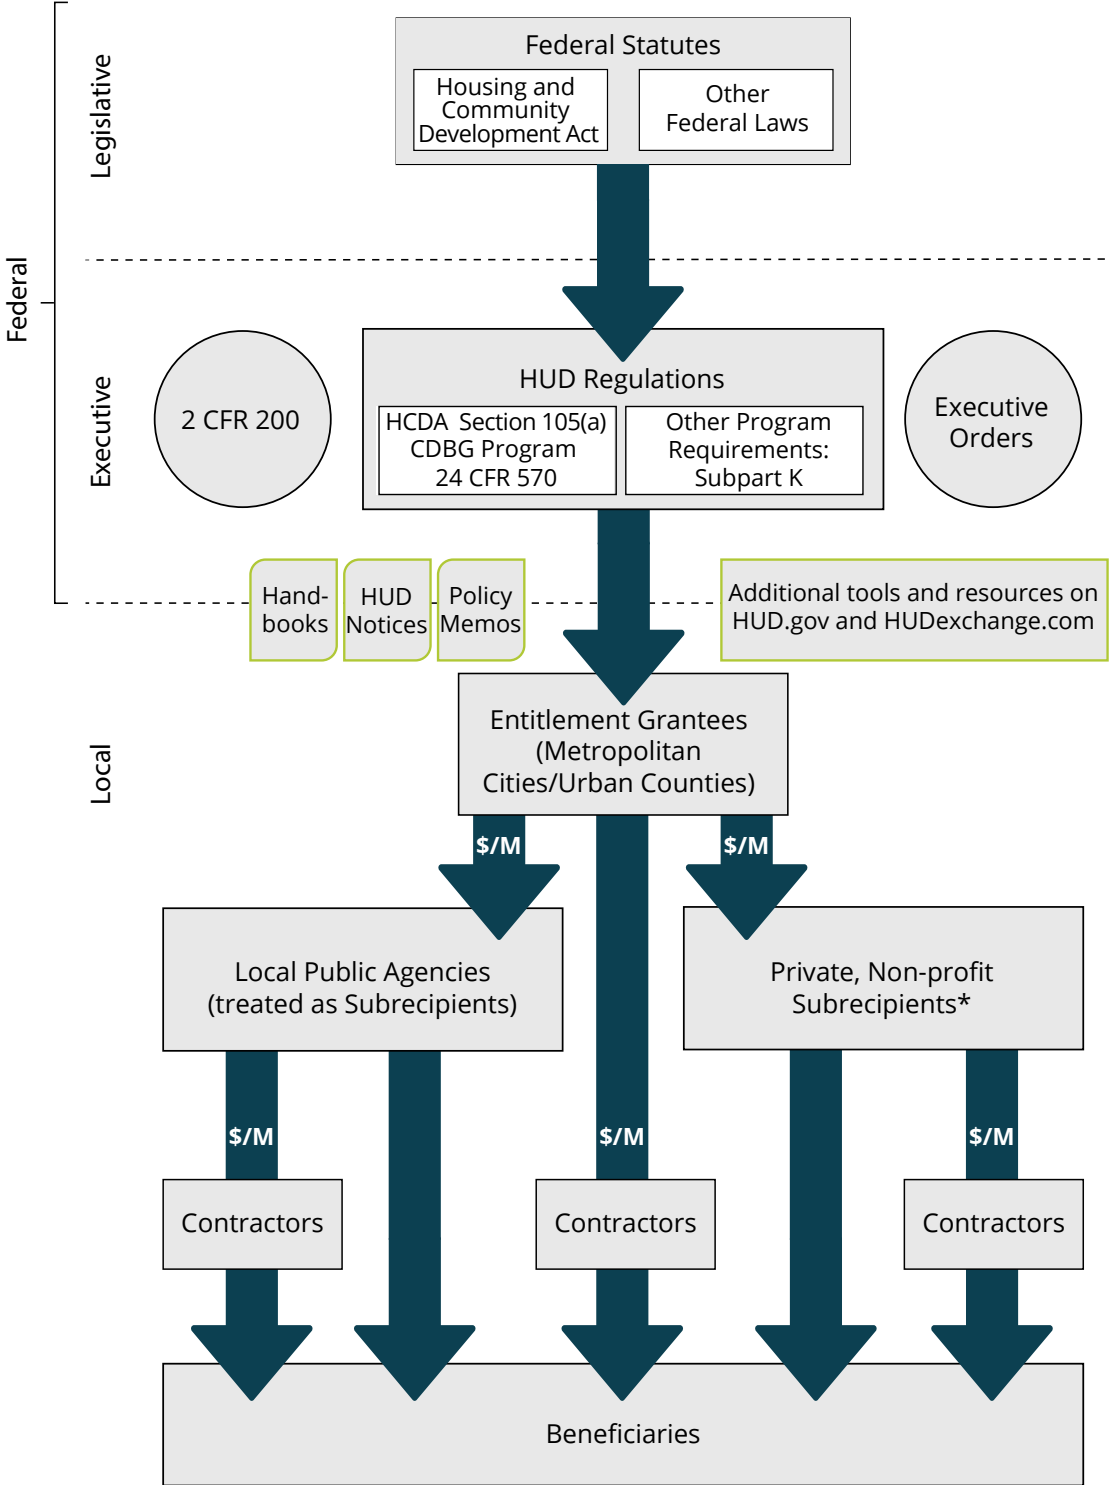 Federal
Legislative
Federal Statutes
Housing and
Community
Development Act
Other
Federal Laws
Executive
2 CFR 200
HUD Regulations
HCDA Section 105(a)
CDBG Program
24 CFR 570
Other Program
Requirements:
Subpart K
Executive
Orders
Hand-
books
HUD
Notices
Policy
Memos
Additional tools and resources on
HUD.gov and HUDexchange.com
Local
Entitlement Grantees
(Metropolitan
Cities/Urban Counties)
$/M
$/M
Local Public Agencies
(treated as Subrecipients)
Private, Non-profit
Subrecipients*
$/M
$/M
$/M
Contractors
Contractors
Contractors
Beneficiaries